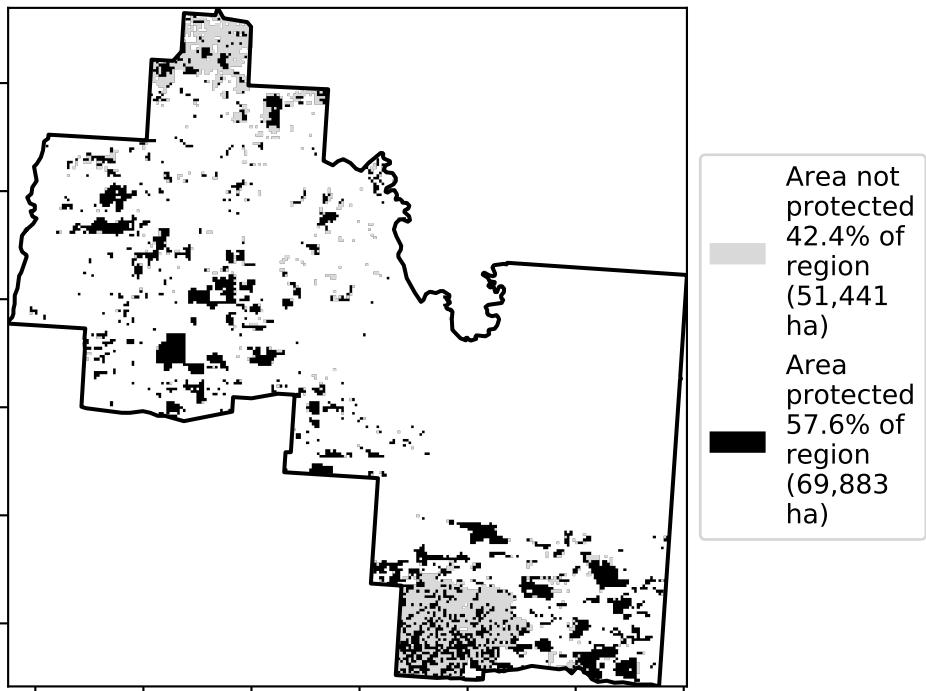 Area not
protected
42.4% of
region
(51,441
ha)
Area
protected
57.6% of
region
(69,883
ha)